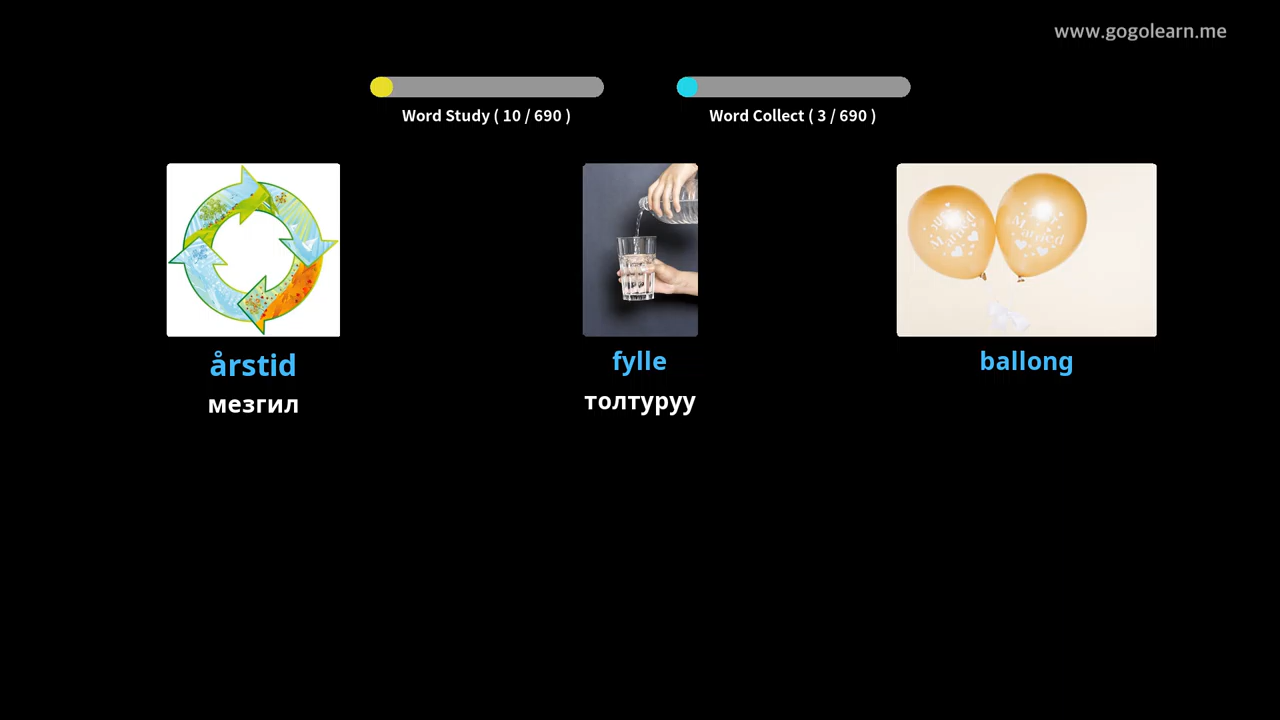 www.gogolearn.me
Word Study ( 10 / 690 )
Word Collect ( 3 / 690 )
årstid
мезгил
fylle
толтуруу
ballong